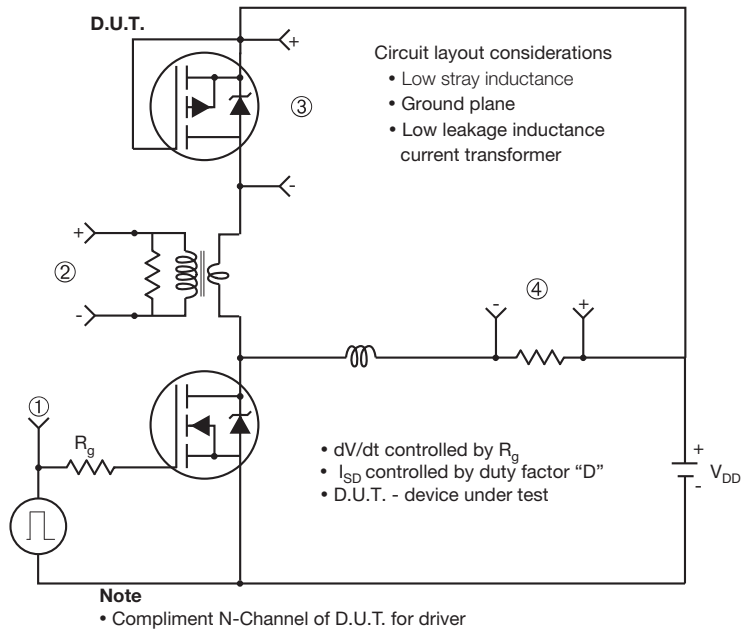 D.U.T.
+
Circuit layout considerations
• Low stray inductance
• Ground plane
• Low leakage inductance
current transformer
③
-
+
②
-
④
-
+
①
Rg
• dV/dt controlled by Rg
• ISD controlled by duty factor “D”
• D.U.T. - device under test
+
VDD
-
Note
• Compliment N-Channel of D.U.T. for driver